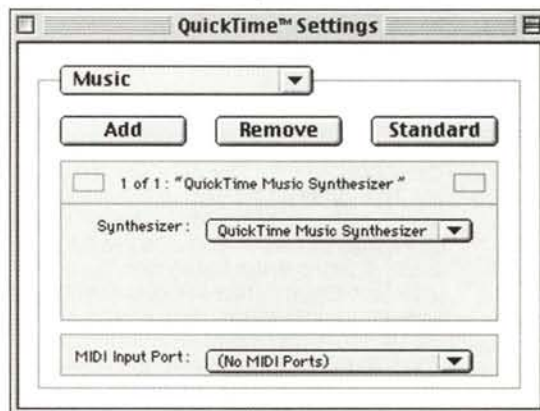 QuickTime™ Settings
Music
Add Remove Standard
1 of 1: "QuickTime Music Synthesizer"
Synthesizer: QuickTime Music Synthesizer
MIDI Input Port: (No MIDI Ports)